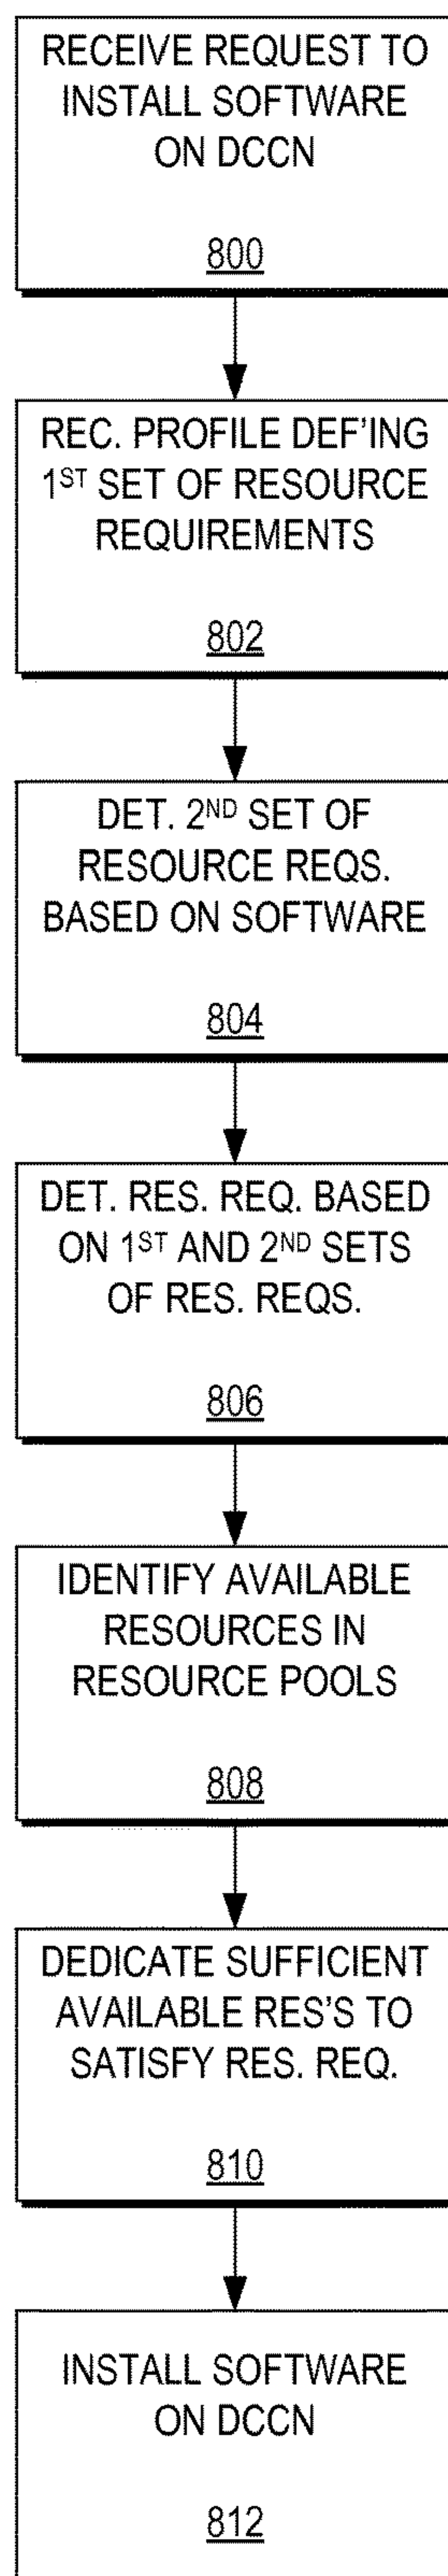 RECEIVE REQUEST TO
INSTALL SOFTWARE
ON DCCN
800
REC. PROFILE DEF'ING
1ST SET OF RESOURCE
REQUIREMENTS
802
DET. 2ND SET OF
RESOURCE REQS.
BASED ON SOFTWARE
804
DET. RES. REQ. BASED
ON 1ST AND 2ND SETS
OF RES. REQS.
806
IDENTIFY AVAILABLE
RESOURCES IN
RESOURCE POOLS
808
DEDICATE SUFFICIENT
AVAILABLE RES'S TO
SATISFY RES. REQ.
810
INSTALL SOFTWARE
ON DCCN
812